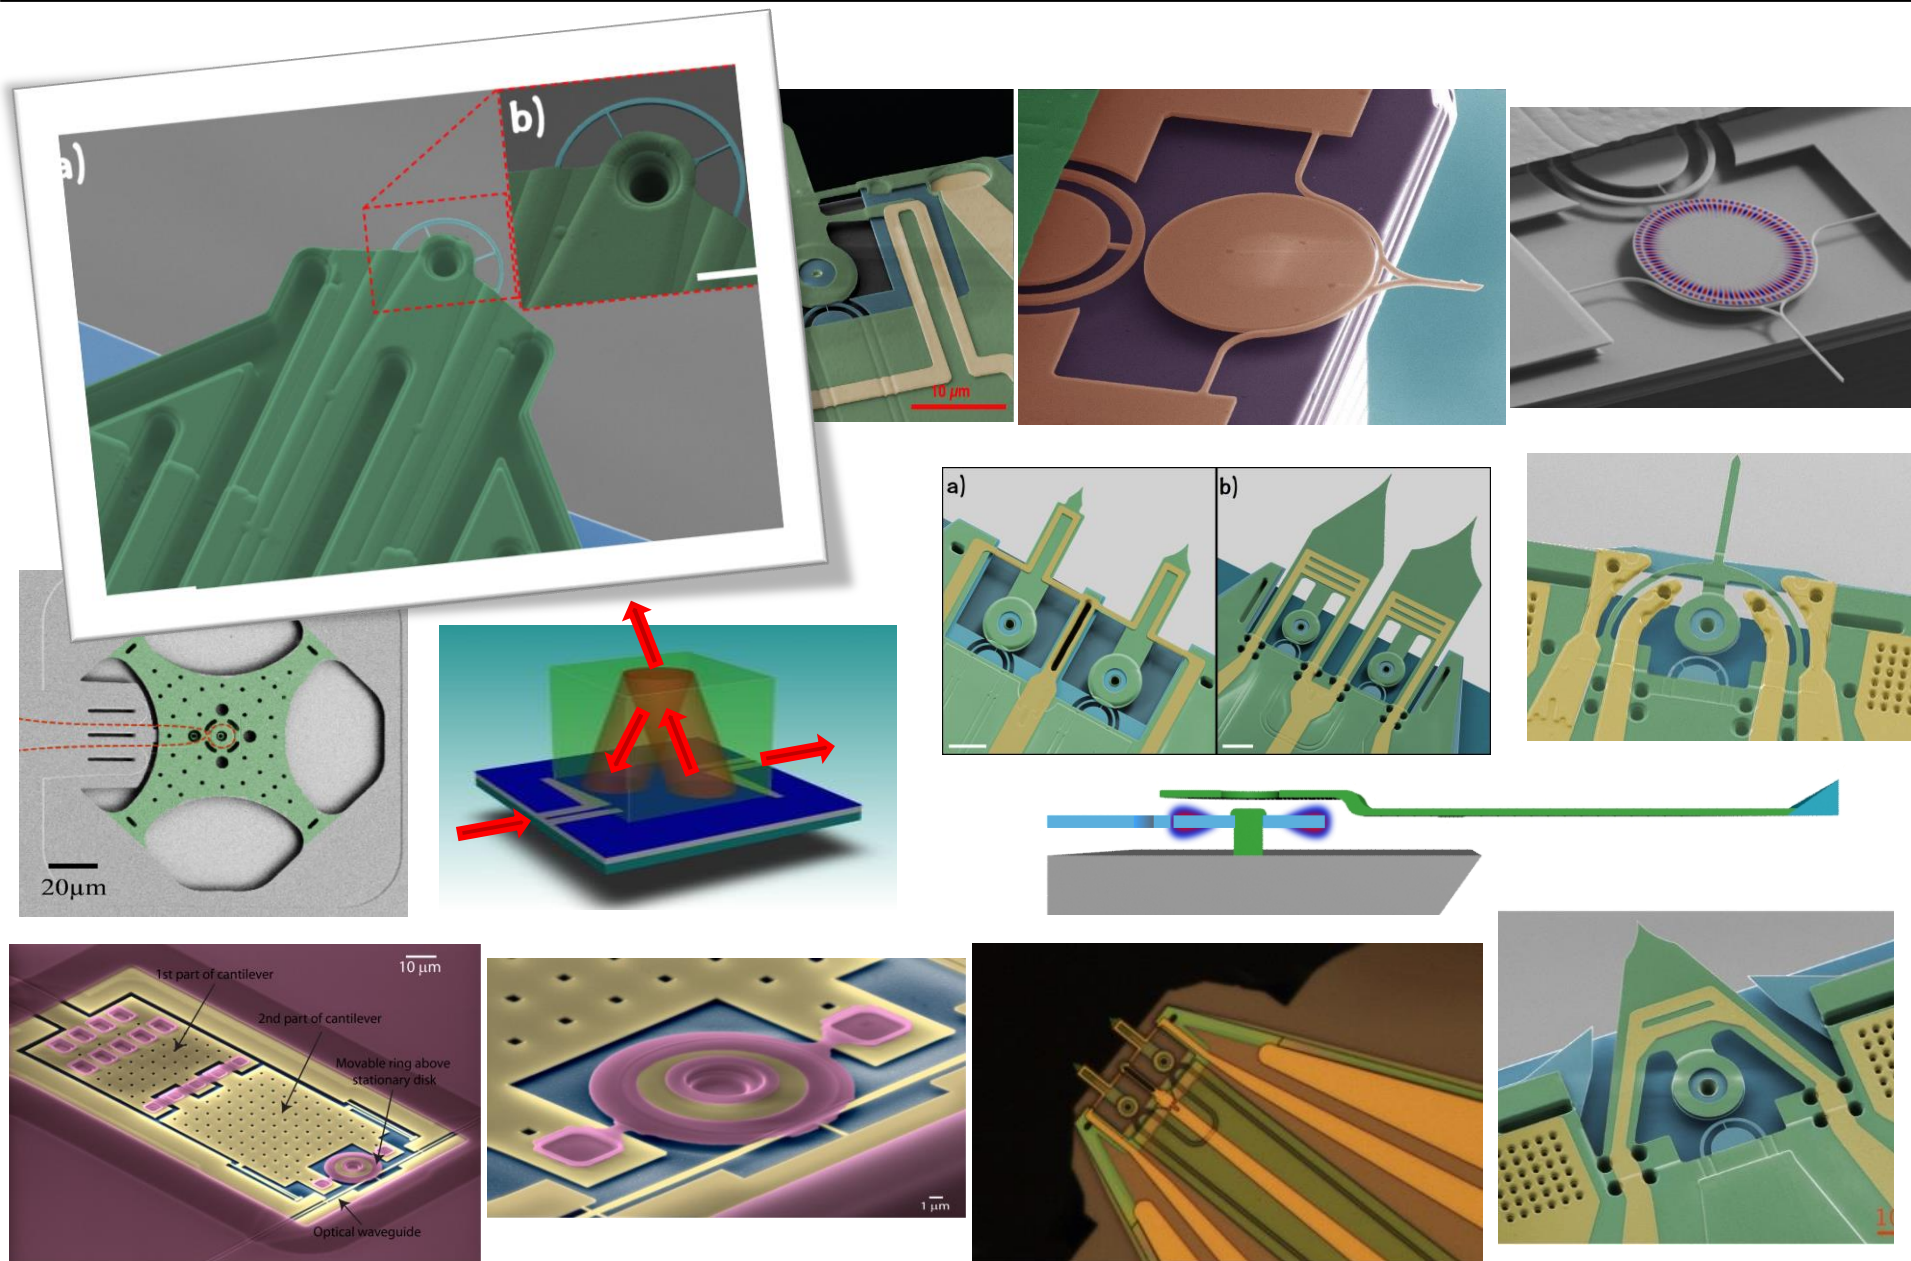 a)
b)
10 µm
a)
b)
20µm
10 µm
1st part of cantilever
2nd part of cantilever
Movable ring above
stationary disk
Optical waveguide
1 µm
10